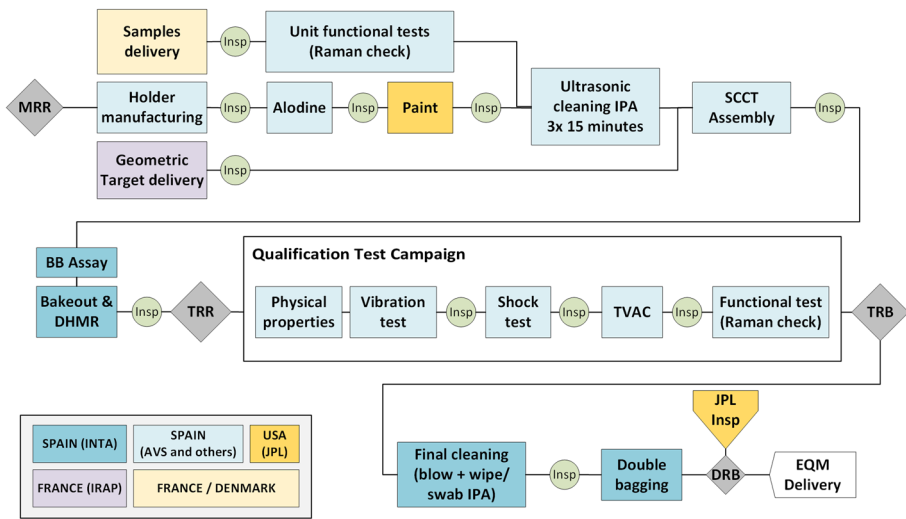 Samples
delivery
Insp
Unit functional tests
(Raman check)
MRR
Holder
manufacturing
Insp
Alodine
Insp
Paint
Insp
Ultrasonic
cleaning IPA
3x 15 minutes
SCCT
Assembly
Insp
Geometric
Target delivery
Insp
BB Assay
Bakeout &
DHMR
Insp
TRR
Qualification Test Campaign
Physical
properties
Vibration
test
Insp
Shock
test
Insp
TVAC
Insp
Functional test
(Raman check)
TRB
JPL
Insp
Final cleaning
(blow + wipe/
swab IPA)
Insp
Double
bagging
DRB
EQM
Delivery
SPAIN (INTA)
SPAIN
(AVS and others)
USA
(JPL)
FRANCE (IRAP)
FRANCE / DENMARK